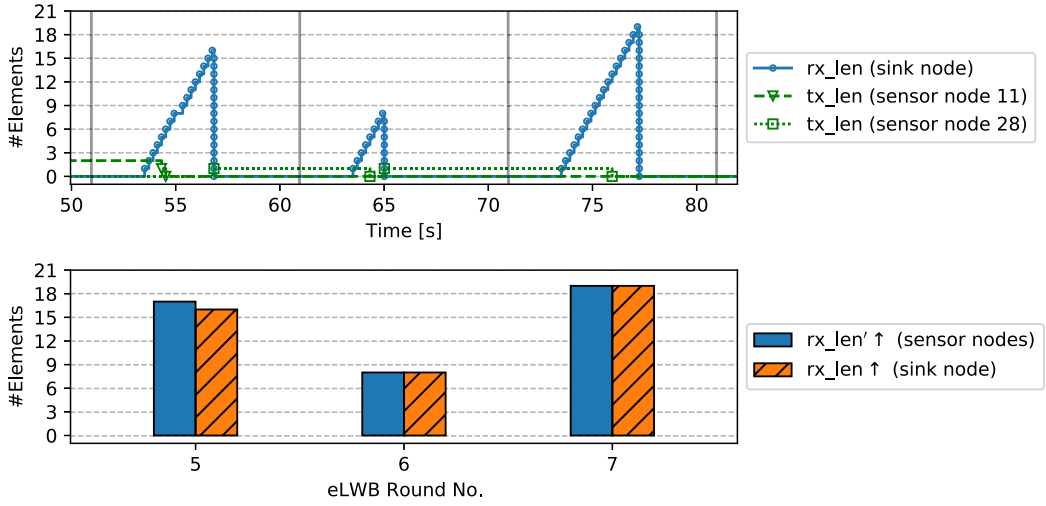 21
18
15
12
9
6
3
0
#Elements
50
55
60
65
70
75
80
Time [s]
rx_len (sink node)
tx_len (sensor node 11)
tx_len (sensor node 28)
21
18
15
12
9
6
3
0
#Elements
5
6
7
eLWB Round No.
rx_len′ ↑ (sensor nodes)
rx_len ↑ (sink node)